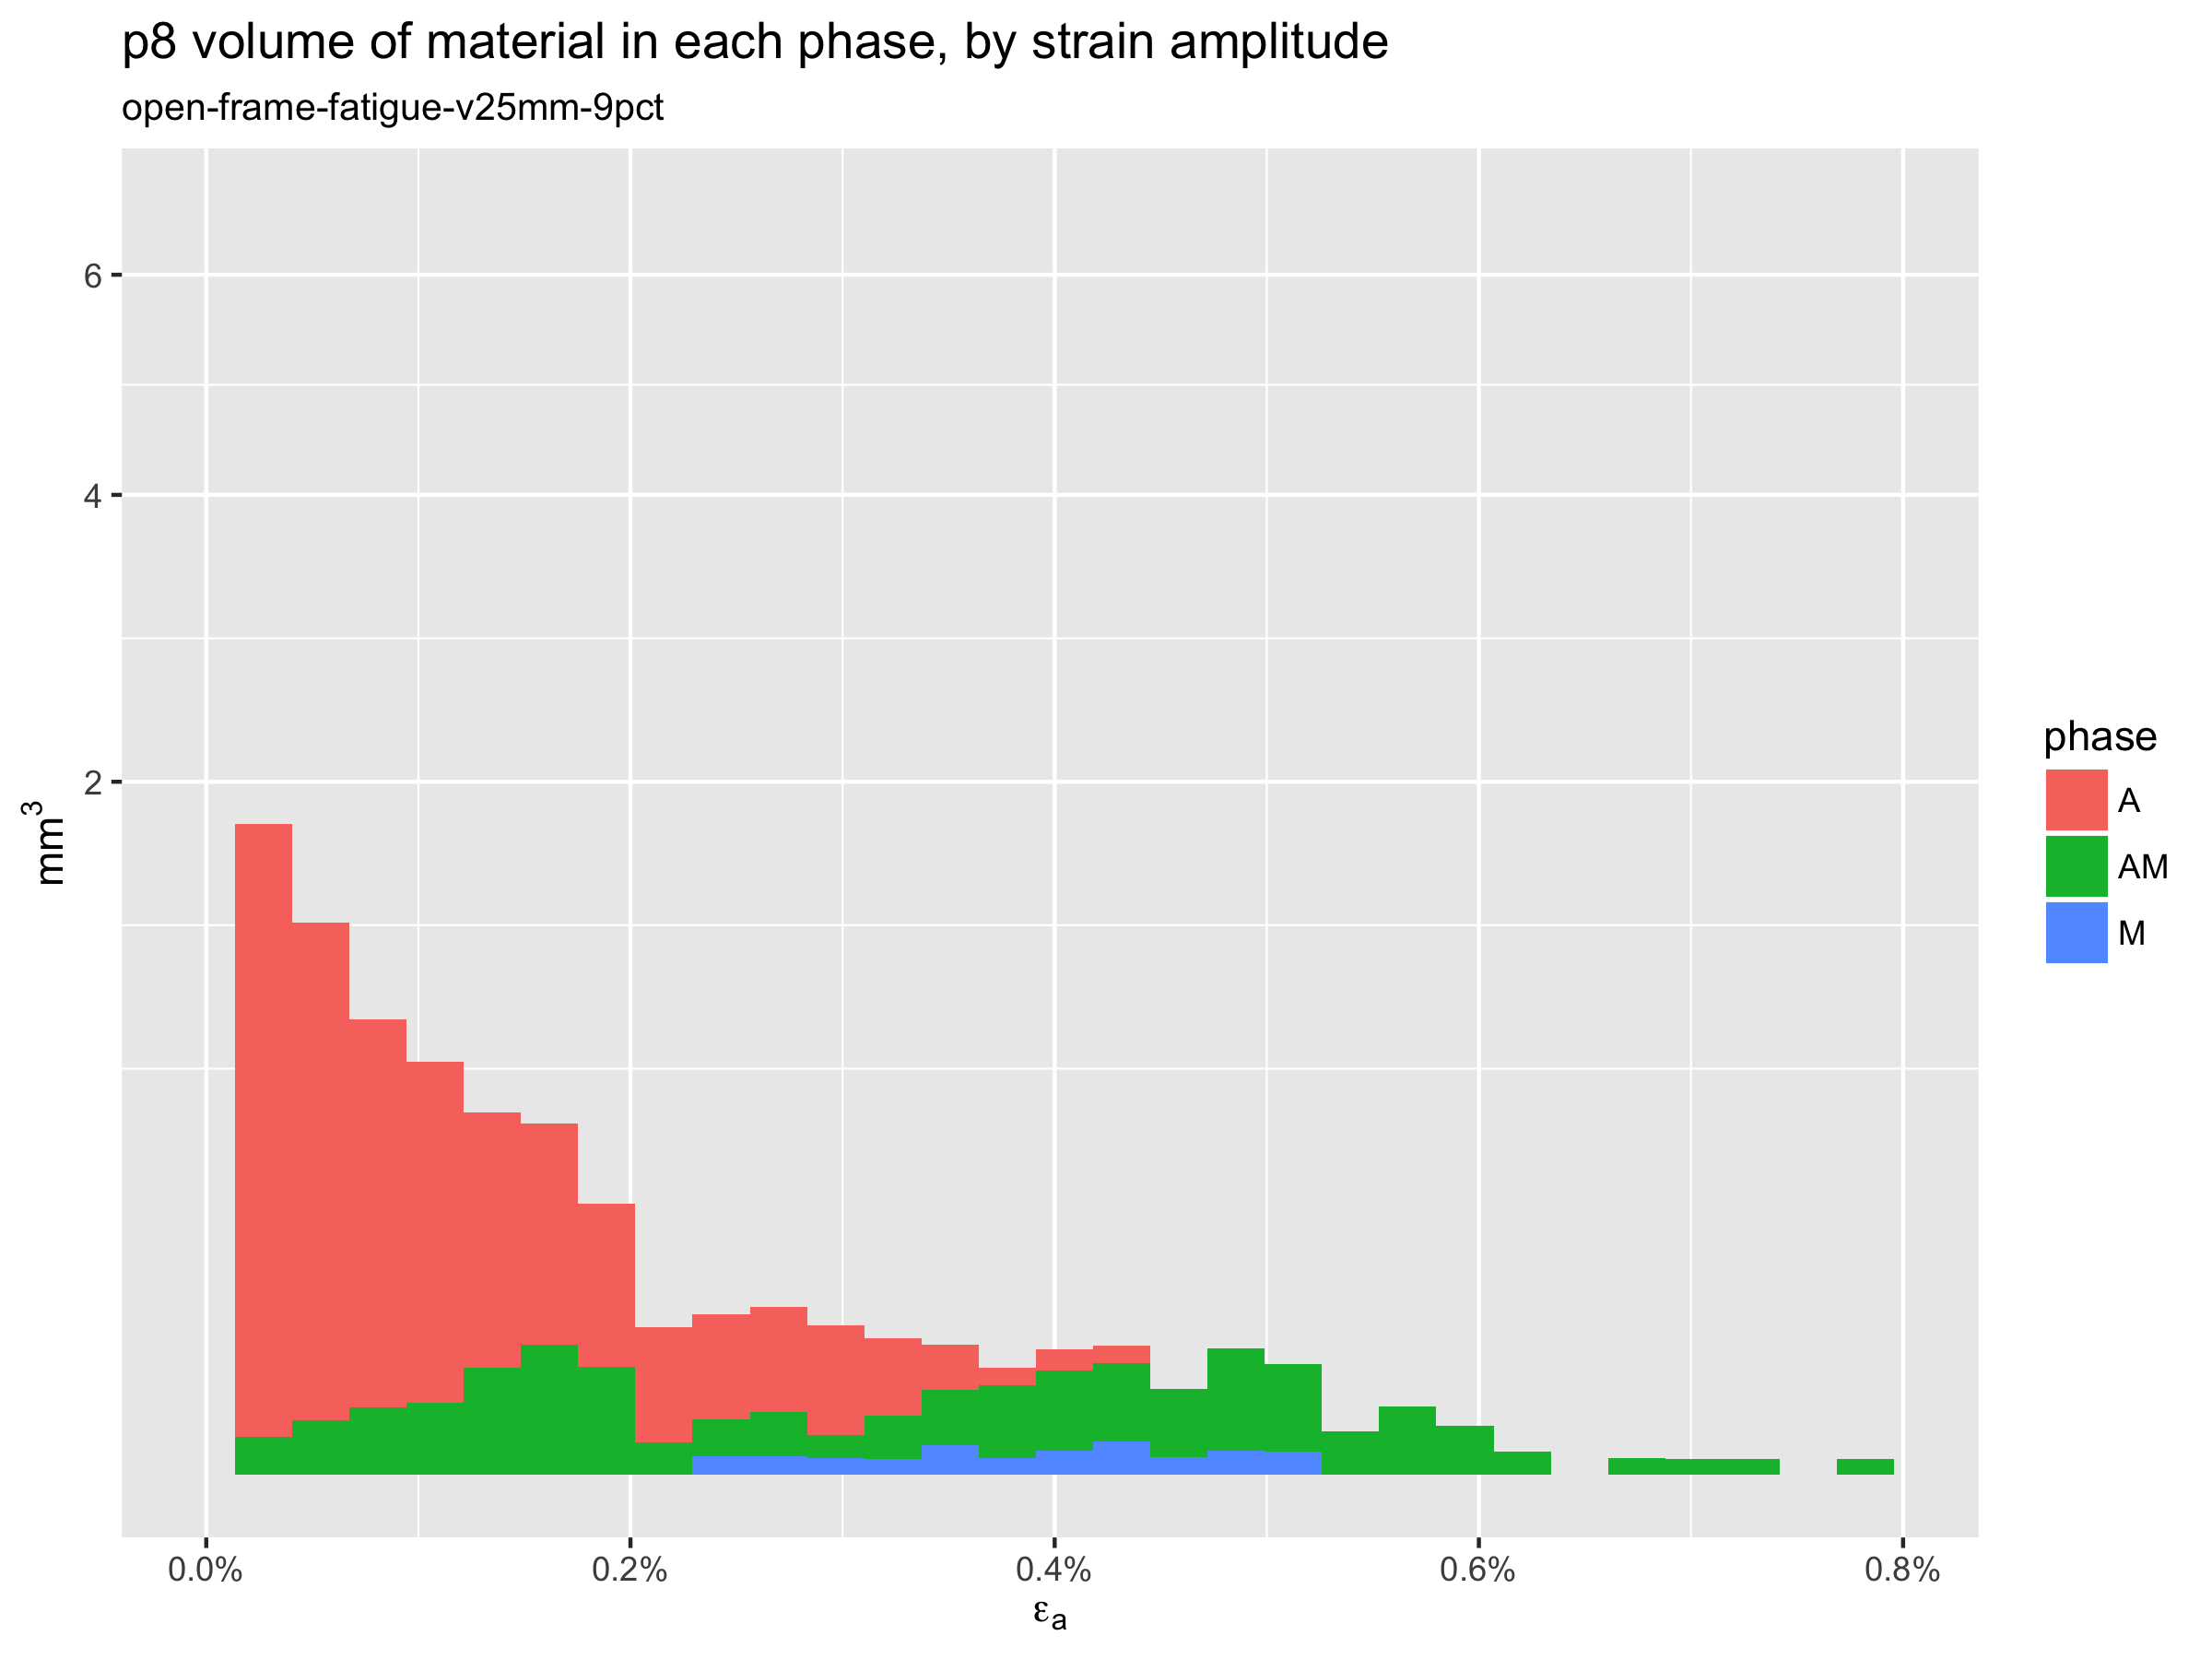 p8 volume of material in each phase, by strain amplitude
open-frame-fatigue-v25mm-9pct
6
4
2
mm³
0.0% 0.2% 0.4% 0.6% 0.8%
εa
phase
A
AM
M